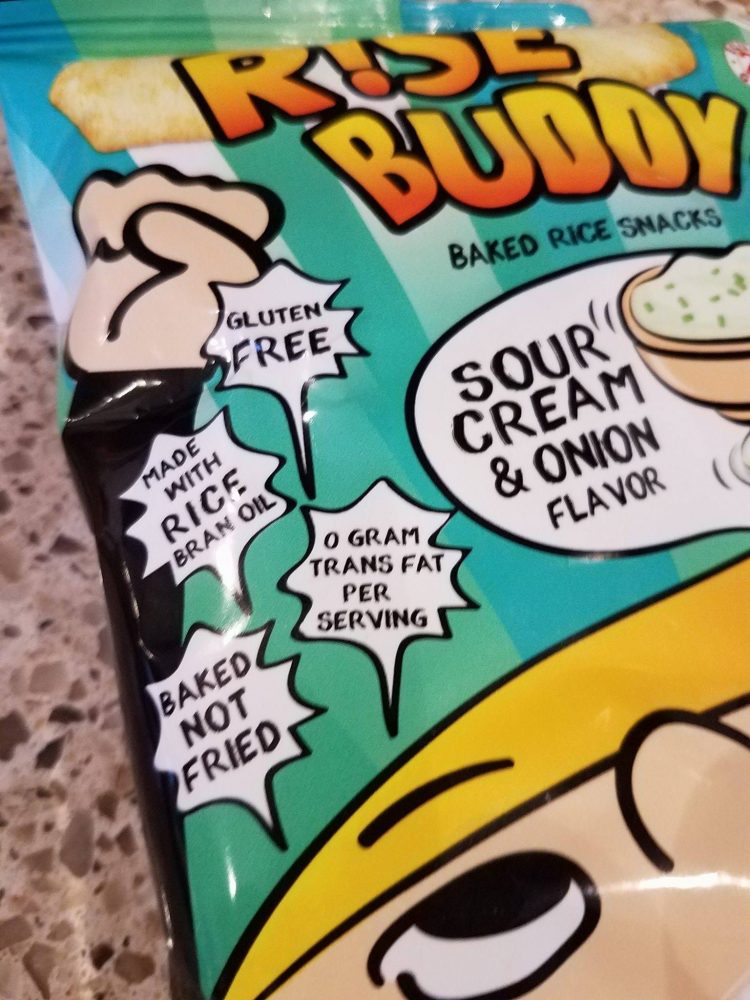 R!SE
BUDDY
BAKED RICE SNACKS
GLUTEN
FREE
SOUR
CREAM
& ONION
FLAVOR
MADE
WITH
RICE
BRAN OIL
0 GRAM
TRANS FAT
PER
SERVING
BAKED
NOT
FRIED